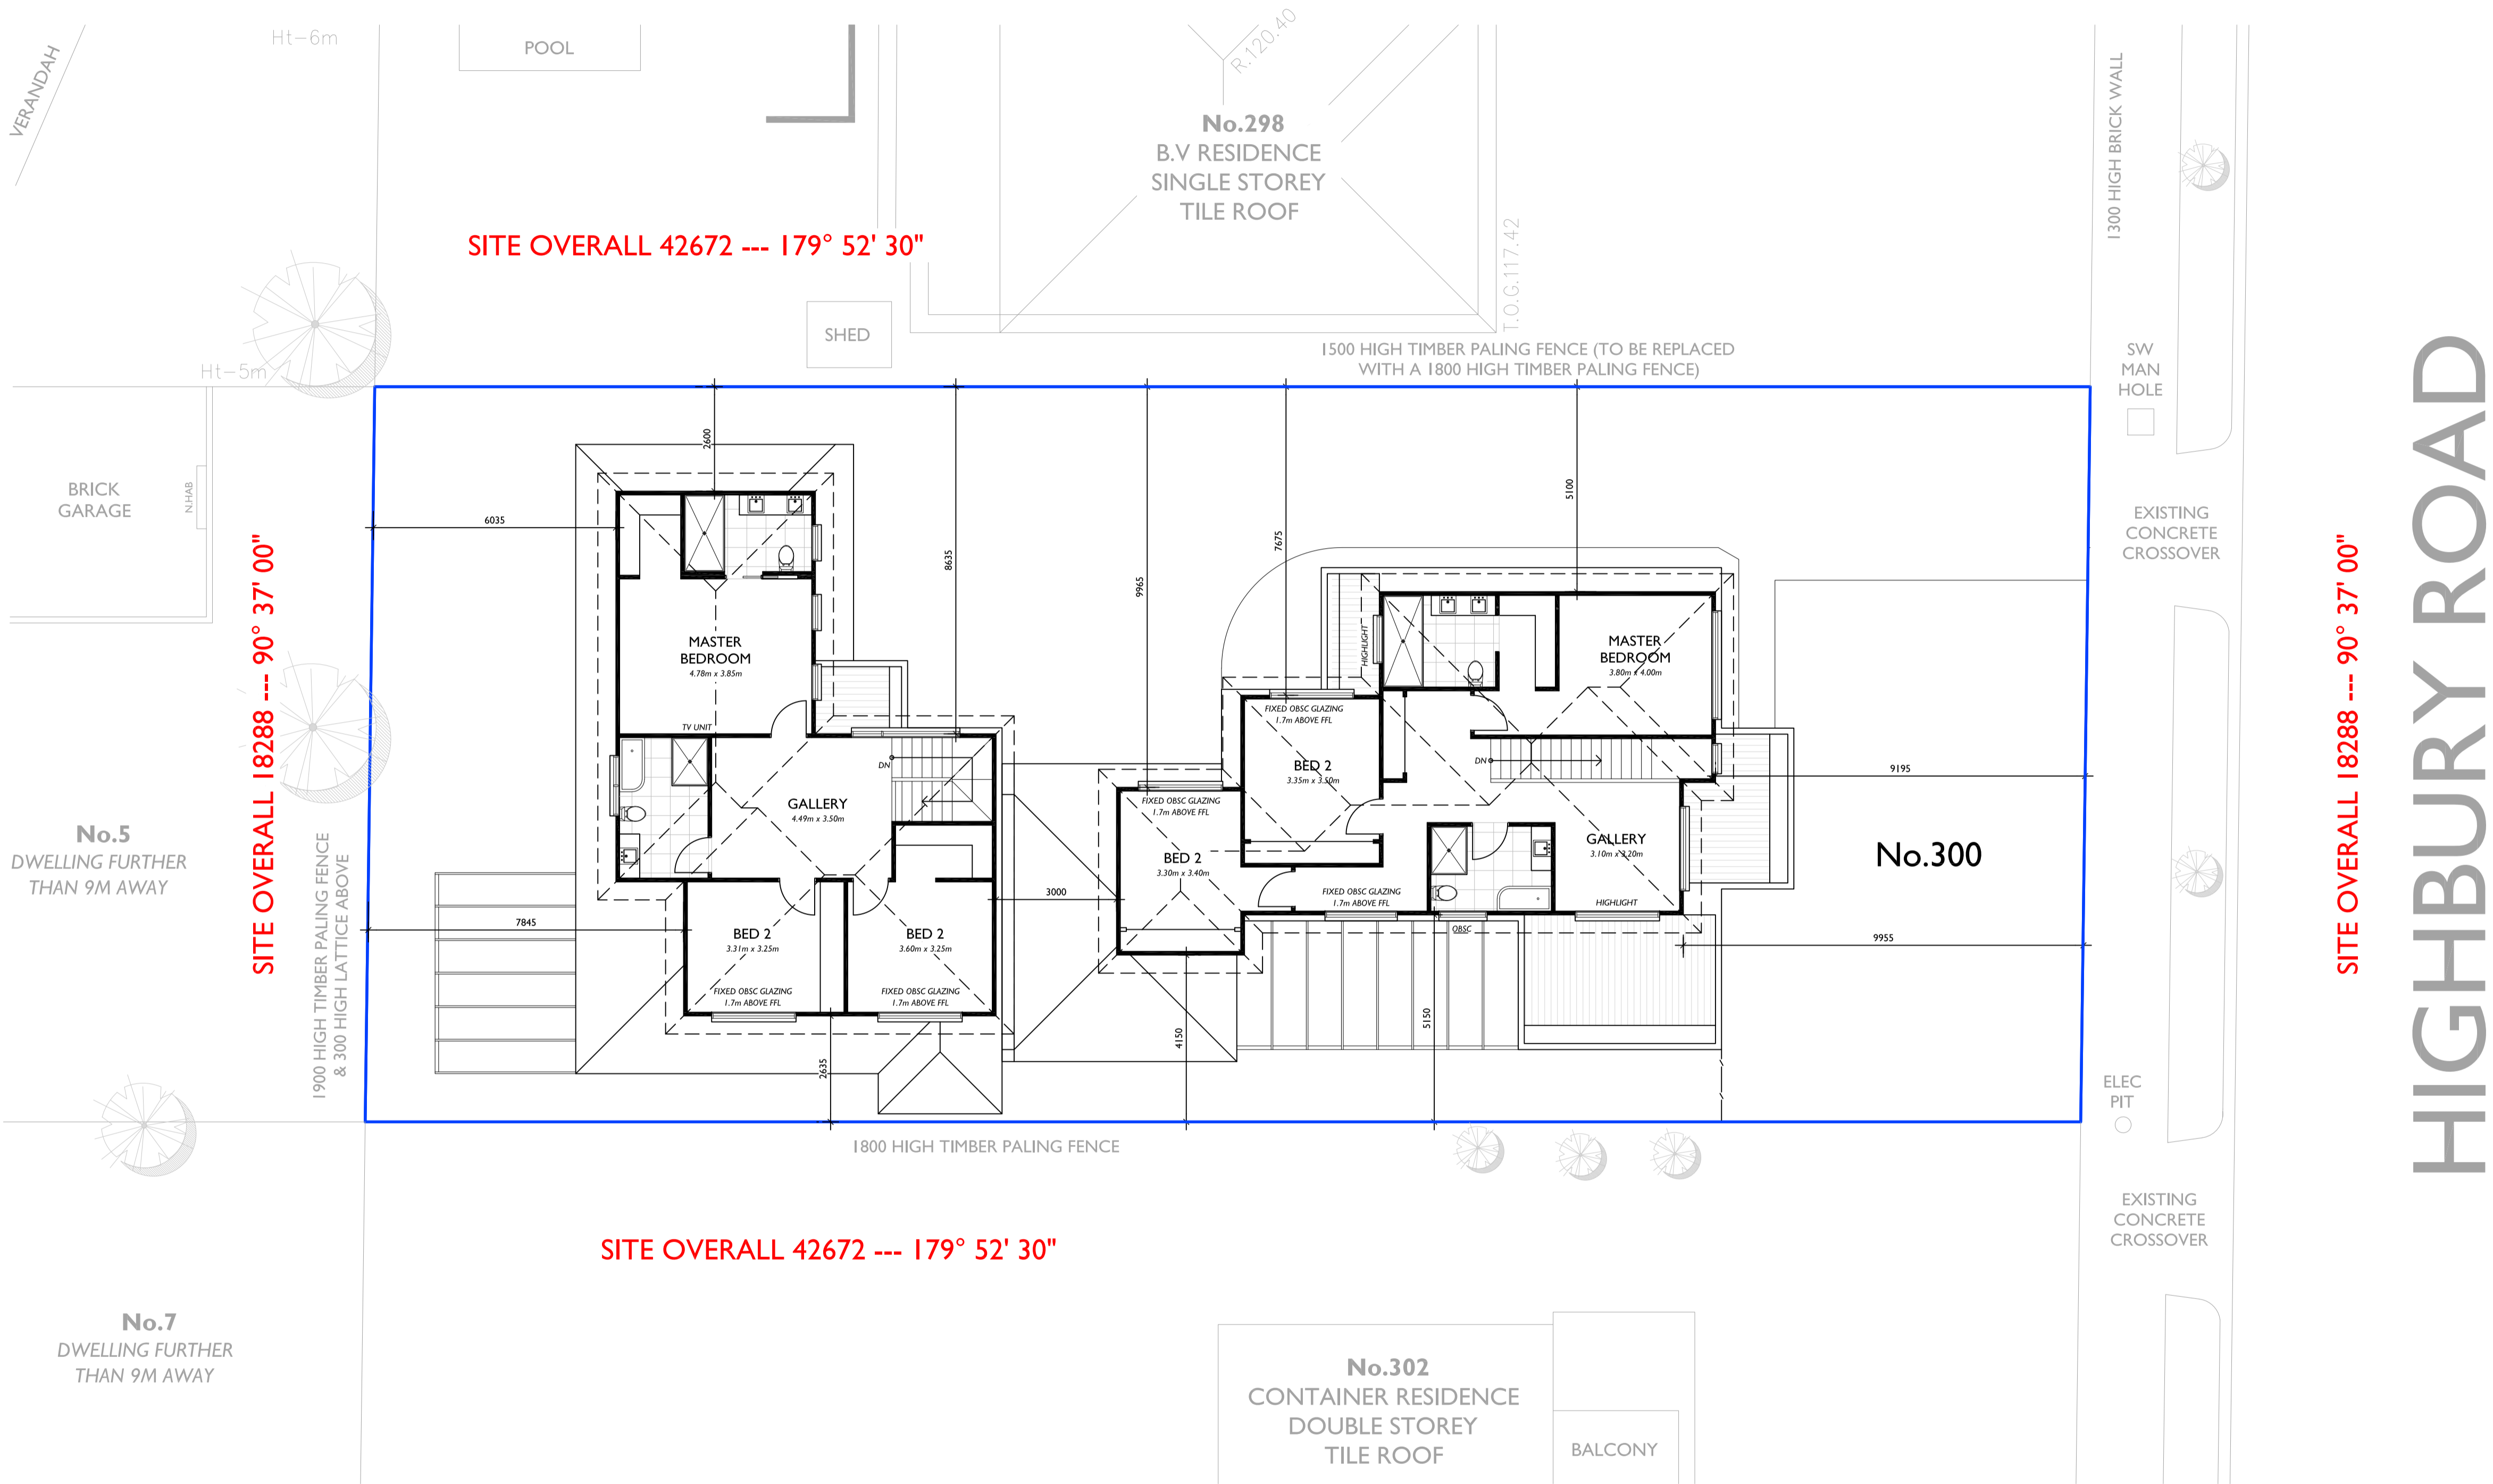 VERANDAH
Ht-6m
POOL
R.120.40
No.298
B.V RESIDENCE
SINGLE STOREY
TILE ROOF
1300 HIGH BRICK WALL
SITE OVERALL 42672 --- 179° 52' 30"
T.O.G.117.42
SHED
Ht-5m
1500 HIGH TIMBER PALING FENCE (TO BE REPLACED
WITH A 1800 HIGH TIMBER PALING FENCE)
SW
MAN
HOLE
HIGHBURY ROAD
BRICK
GARAGE
N.HAB
6035
2600
8635
9965
7675
5100
EXISTING
CONCRETE
CROSSOVER
SITE OVERALL 18288 --- 90° 37' 00"
SITE OVERALL 18288 --- 90° 37' 00"
MASTER
BEDROOM
4.78m x 3.85m
TV UNIT
HIGHLIGHT
MASTER
BEDROOM
3.80m x 4.00m
FIXED OBSC GLAZING
1.7m ABOVE FFL
BED 2
3.35m x 3.50m
DN
DN
9195
GALLERY
4.49m x 3.50m
FIXED OBSC GLAZING
1.7m ABOVE FFL
BED 2
3.30m x 3.40m
GALLERY
3.10m x 3.20m
No.300
No.5
DWELLING FURTHER
THAN 9M AWAY
1900 HIGH TIMBER PALING FENCE
& 300 HIGH LATTICE ABOVE
3000
FIXED OBSC GLAZING
1.7m ABOVE FFL
HIGHLIGHT
OBSC
7845
BED 2
3.31m x 3.25m
BED 2
3.60m x 3.25m
9955
FIXED OBSC GLAZING
1.7m ABOVE FFL
FIXED OBSC GLAZING
1.7m ABOVE FFL
2635
4150
5150
ELEC
PIT
1800 HIGH TIMBER PALING FENCE
EXISTING
CONCRETE
CROSSOVER
SITE OVERALL 42672 --- 179° 52' 30"
No.7
DWELLING FURTHER
THAN 9M AWAY
No.302
CONTAINER RESIDENCE
DOUBLE STOREY
TILE ROOF
BALCONY